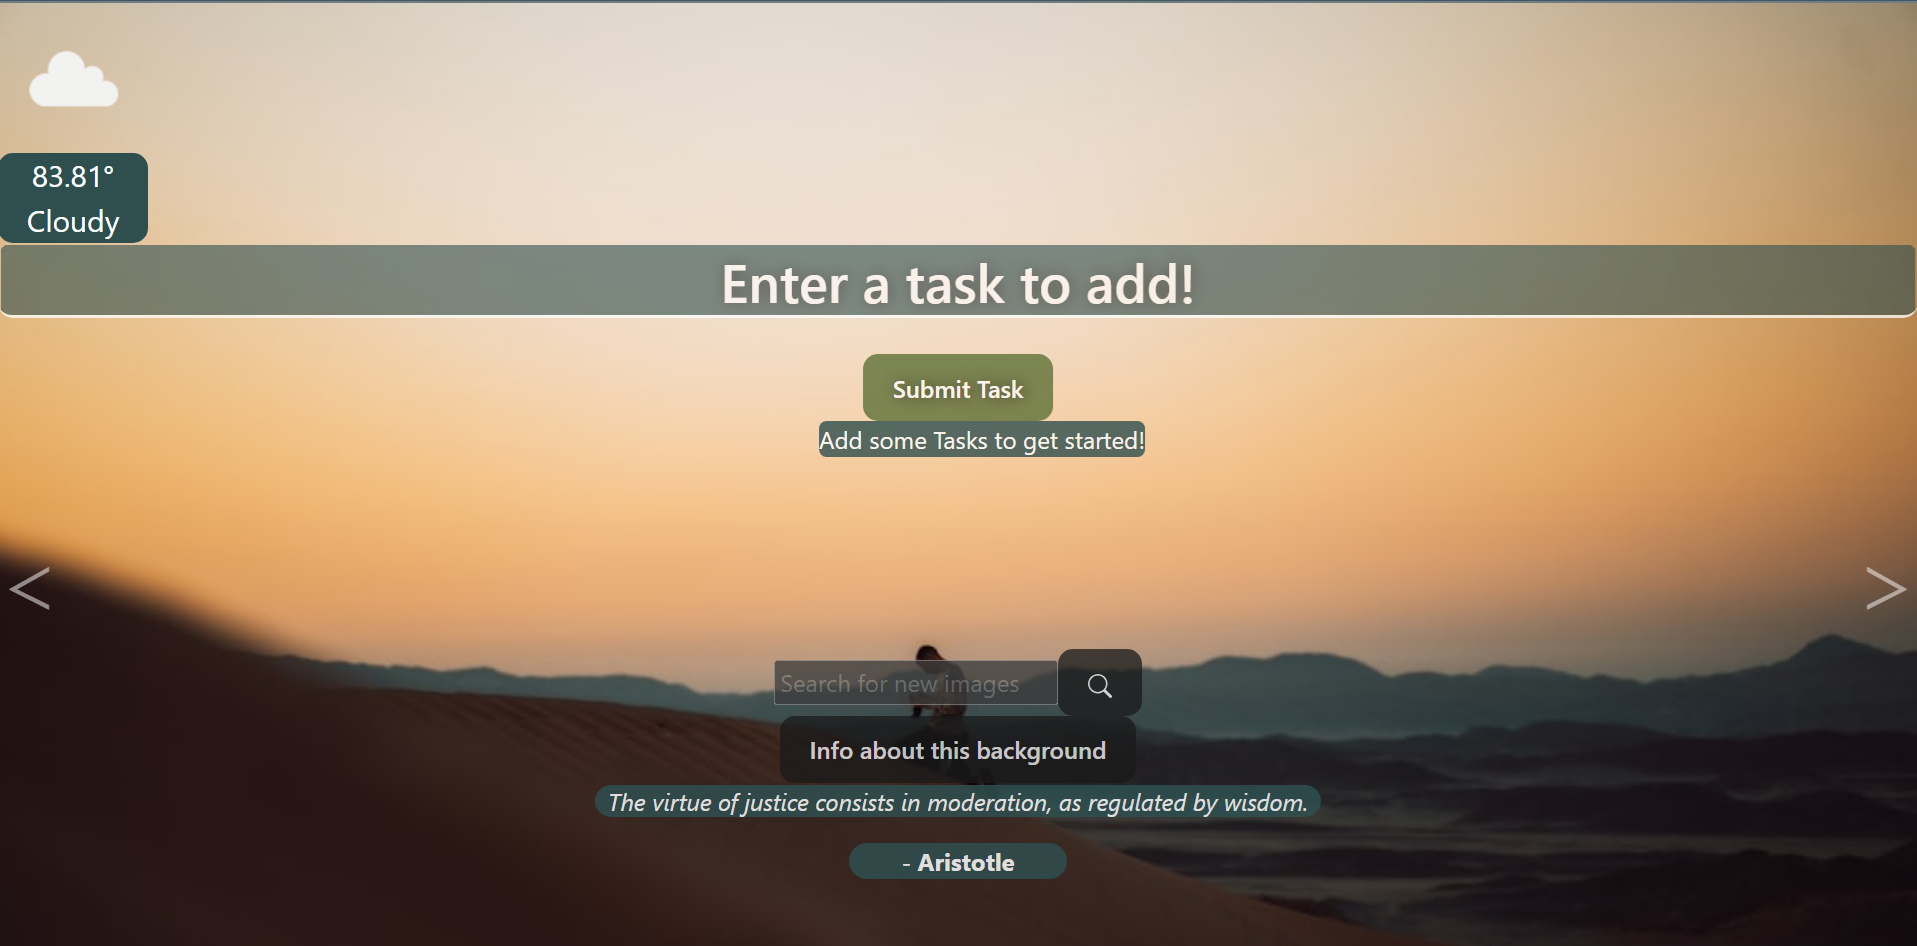 83.81°
Cloudy
Enter a task to add!
Submit Task
Add some Tasks to get started!
<
>
Search for new images
Info about this background
The virtue of justice consists in moderation, as regulated by wisdom.
- Aristotle